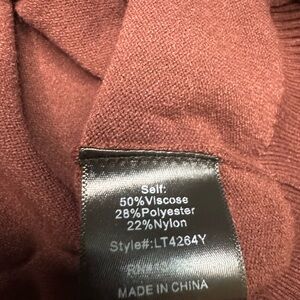 Self:
50%Viscose
28%Polyester
22%Nylon
Style#:LT4264Y
MADE IN CHINA